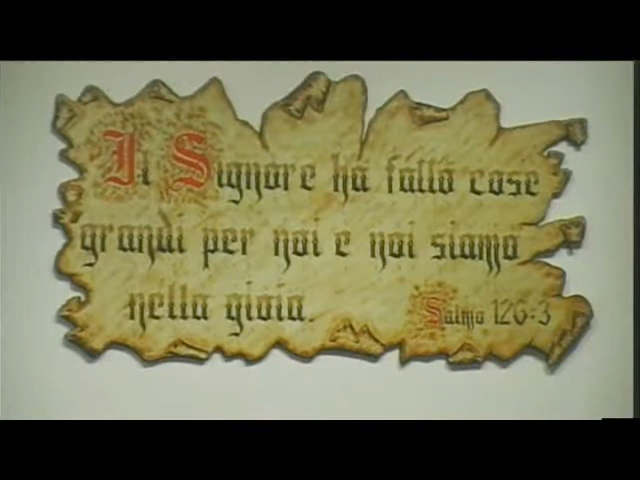 Il Signore ha fatto cose
grandi per noi e noi siamo
nella gioia.
Salmo 126:3